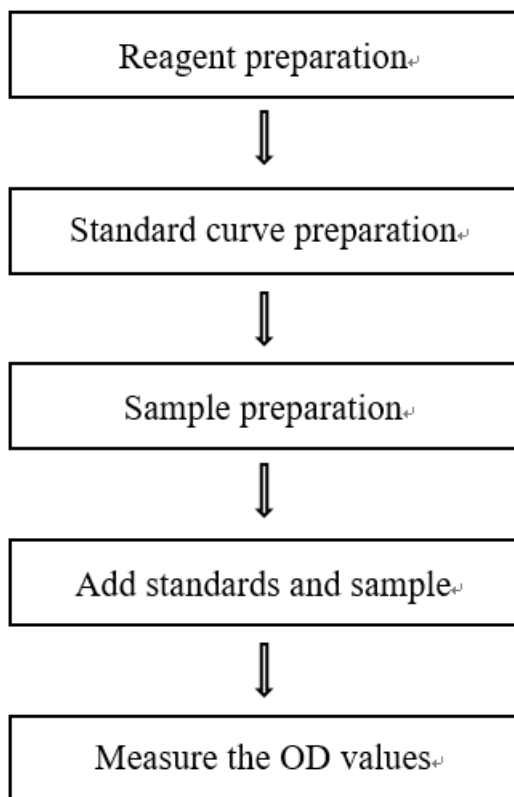 Reagent preparation
Standard curve preparation
Sample preparation
Add standards and sample
Measure the OD values